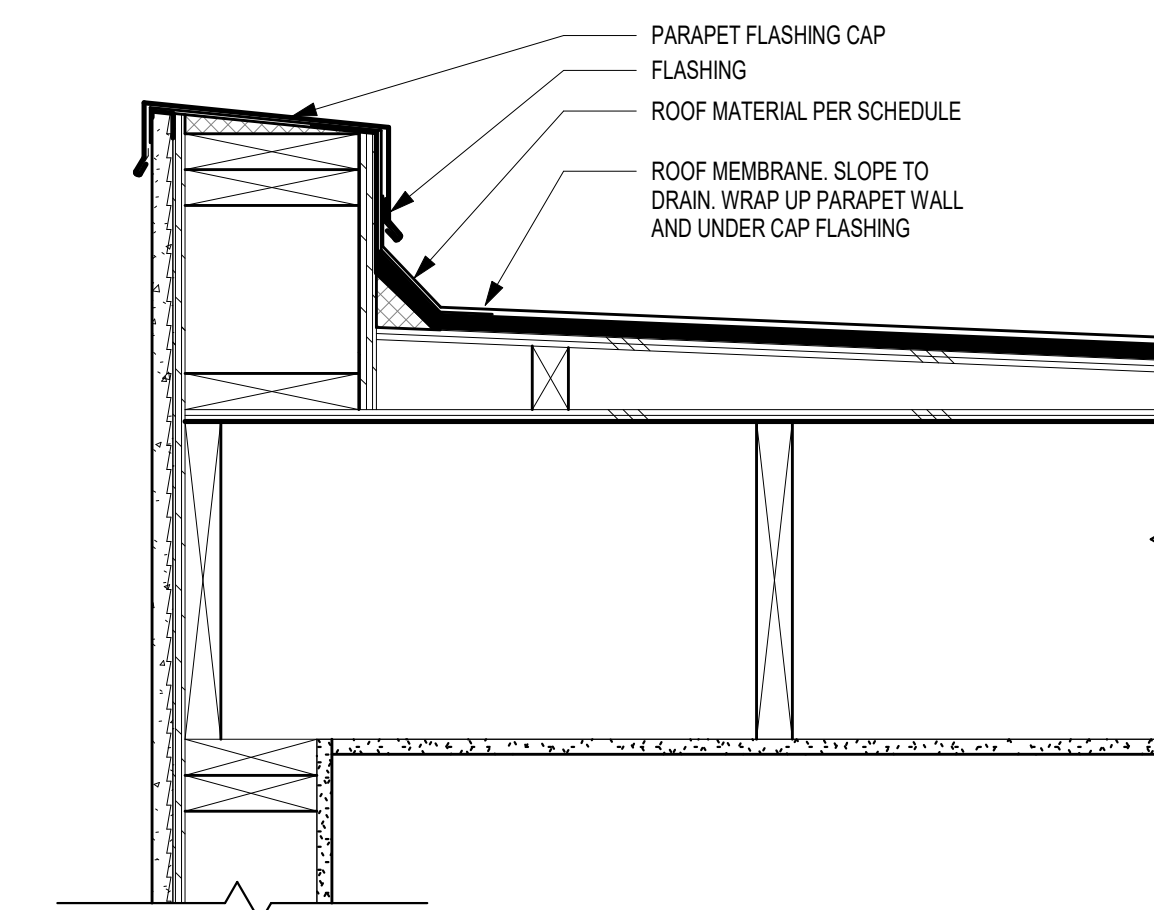 PARAPET FLASHING CAP
FLASHING
ROOF MATERIAL PER SCHEDULE
ROOF MEMBRANE. SLOPE TO
DRAIN. WRAP UP PARAPET WALL
AND UNDER CAP FLASHING